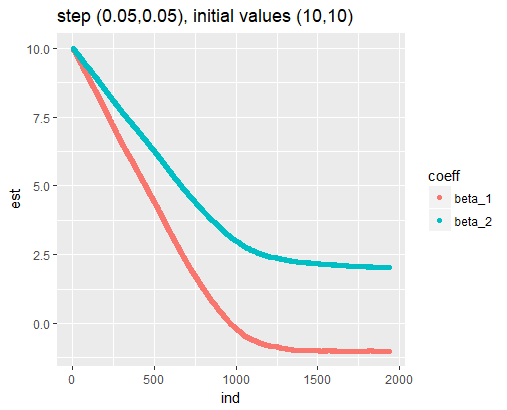 step (0.05,0.05), initial values (10,10)
10.0
7.5
5.0
2.5
0.0
est
0
500
1000
1500
2000
ind
coeff
beta_1
beta_2